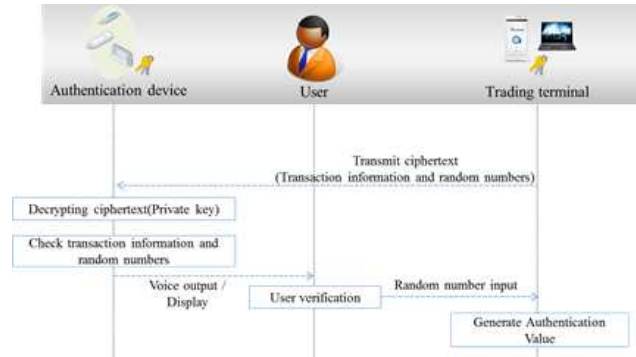 Authentication device
User
Trading terminal
Transmit ciphertext
(Transaction information and random numbers)
Decrypting ciphertext(Private key)
Check transaction information and
random numbers
Voice output /
Display
User verification
Random number input
Generate Authentication
Value